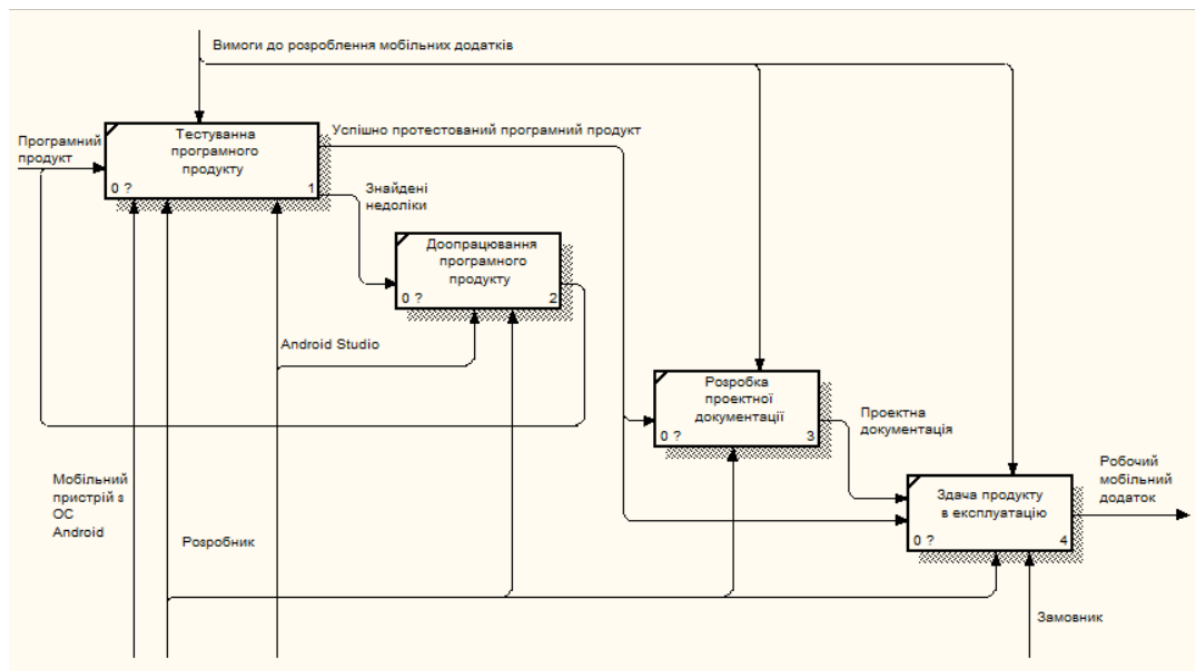 Вимоги до розроблення мобільних додатків
Програмний
продукт
Тестуванна
програмного
продукту
0 ?
1
Успішно протестований програмний продукт
Знайдені
недоліки
Доопрацювання
програмного
продукту
0 ?
2
Android Studio
Розробка
проектної
документації
0 ?
3
Проектна
документація
Мобільний
пристрій з
ОС
Android
Розробник
Здача продукту
в експлуатацію
0 ?
4
Робочий
мобільний
додаток
Замовник